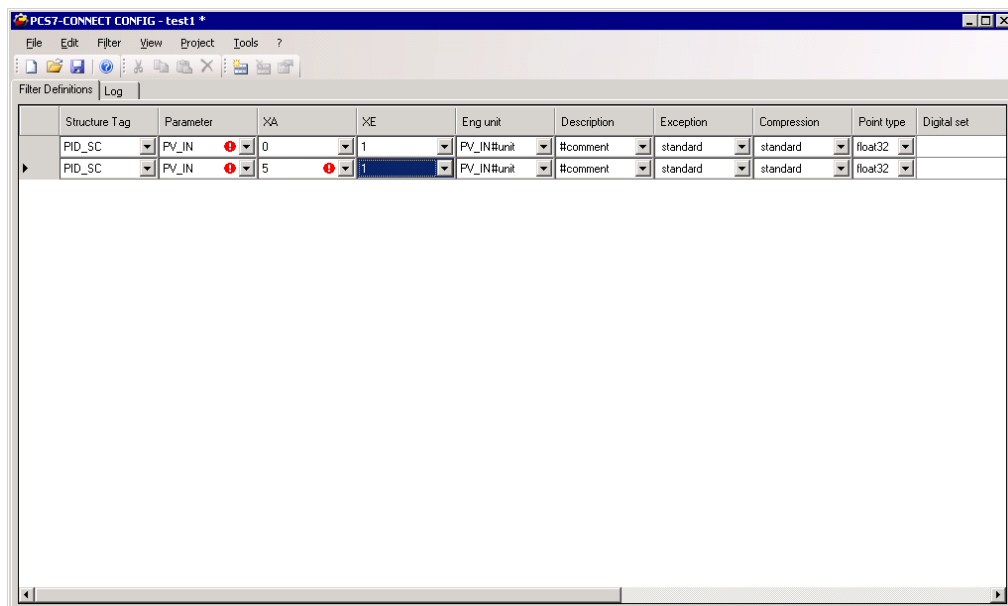 PCS7-CONNECT CONFIG - test1 *
File Edit Filter View Project Tools ?
Filter Definitions Log
Structure Tag Parameter XA XE Eng unit Description Exception Compression Point type Digital set
PID_SC PV_IN 0 1 PV_IN#unit #comment standard standard float32
PID_SC PV_IN 5 1 PV_IN#unit #comment standard standard float32